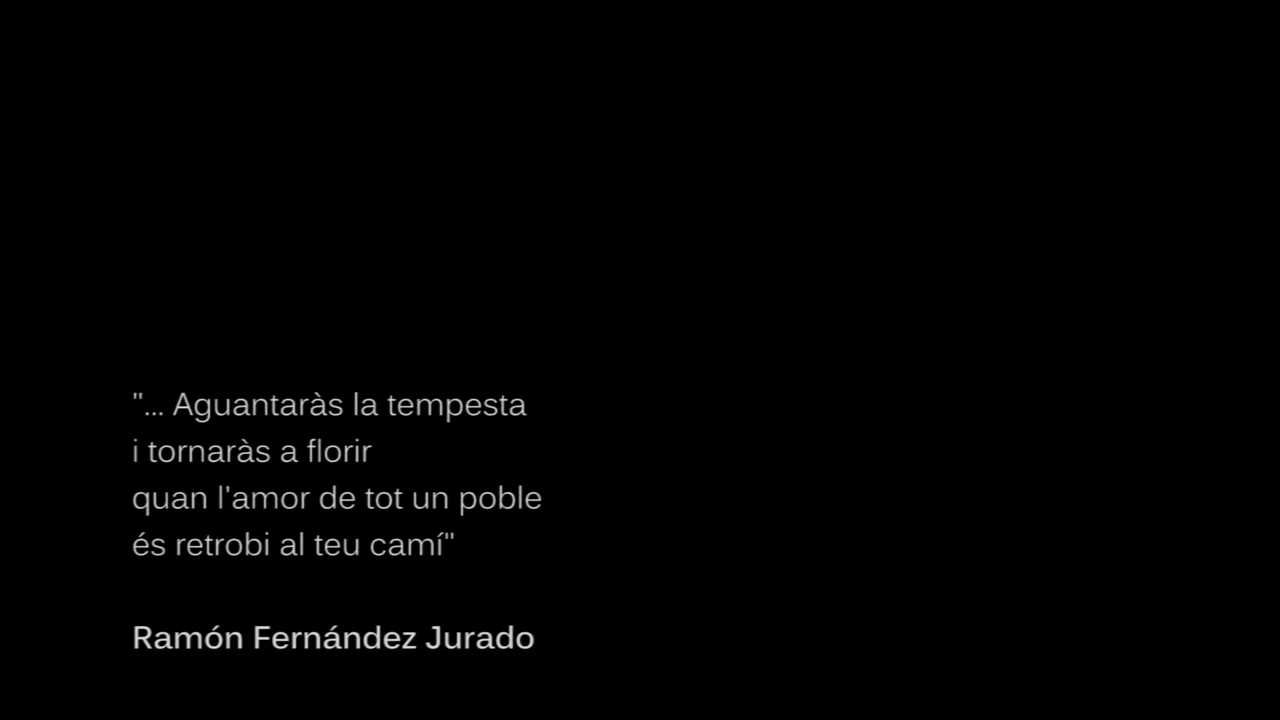 "... Aguantaràs la tempesta
i tornaràs a florir
quan l'amor de tot un poble
és retrobi al teu camí"
Ramón Fernández Jurado